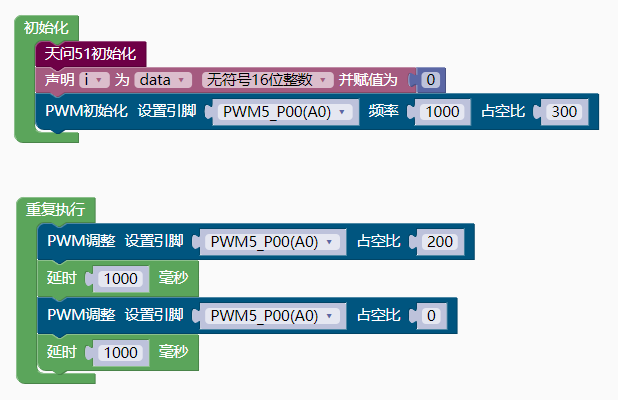 初始化
天问51初始化
声明 i 为 data 无符号16位整数 并赋值为 0
PWM初始化 设置引脚 PWM5_P00(A0) 频率 1000 占空比 300
重复执行
PWM调整 设置引脚 PWM5_P00(A0) 占空比 200
延时 1000 毫秒
PWM调整 设置引脚 PWM5_P00(A0) 占空比 0
延时 1000 毫秒